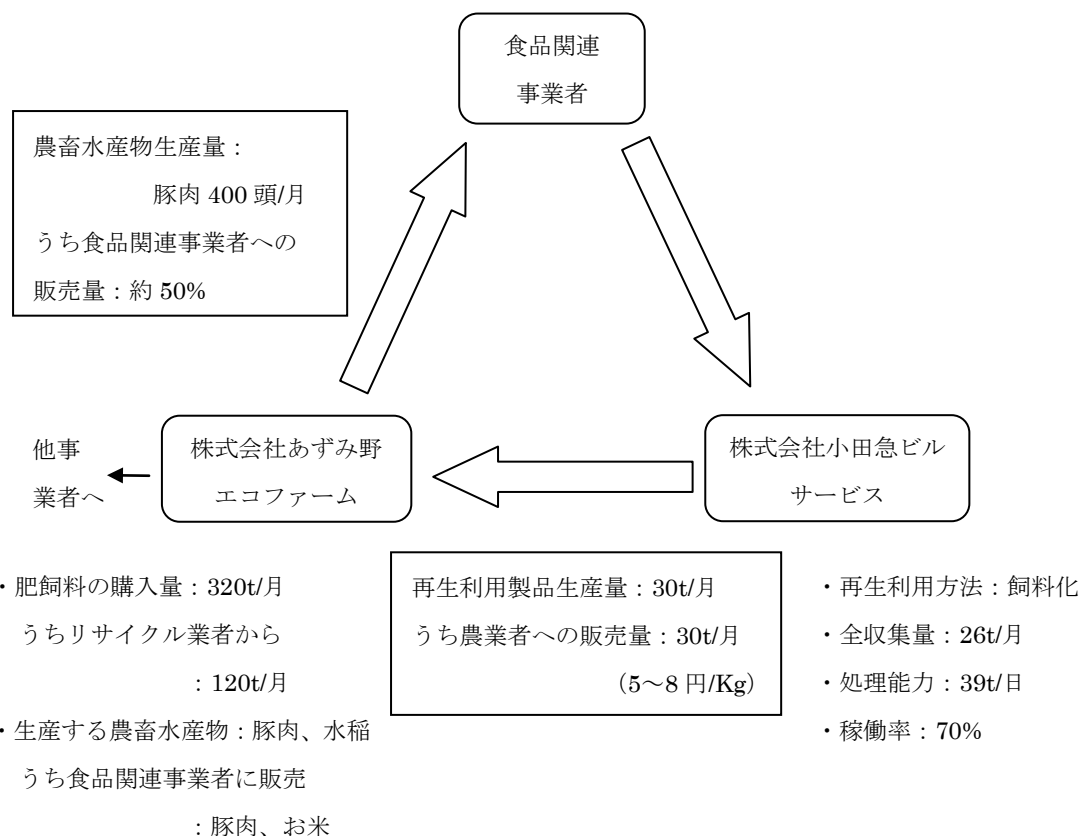 食品関連
事業者
農畜水産物生産量：
豚肉 400 頭/月
うち食品関連事業者への
販売量：約 50%
他事
業者へ
株式会社あずみ野
エコファーム
株式会社小田急ビル
サービス
・肥飼料の購入量：320t/月
うちリサイクル業者から
：120t/月
・生産する農畜水産物：豚肉、水稲
うち食品関連事業者に販売
：豚肉、お米
再生利用製品生産量：30t/月
うち農業者への販売量：30t/月
（5～8 円/Kg）
・再生利用方法：飼料化
・全収集量：26t/月
・処理能力：39t/日
・稼働率：70%